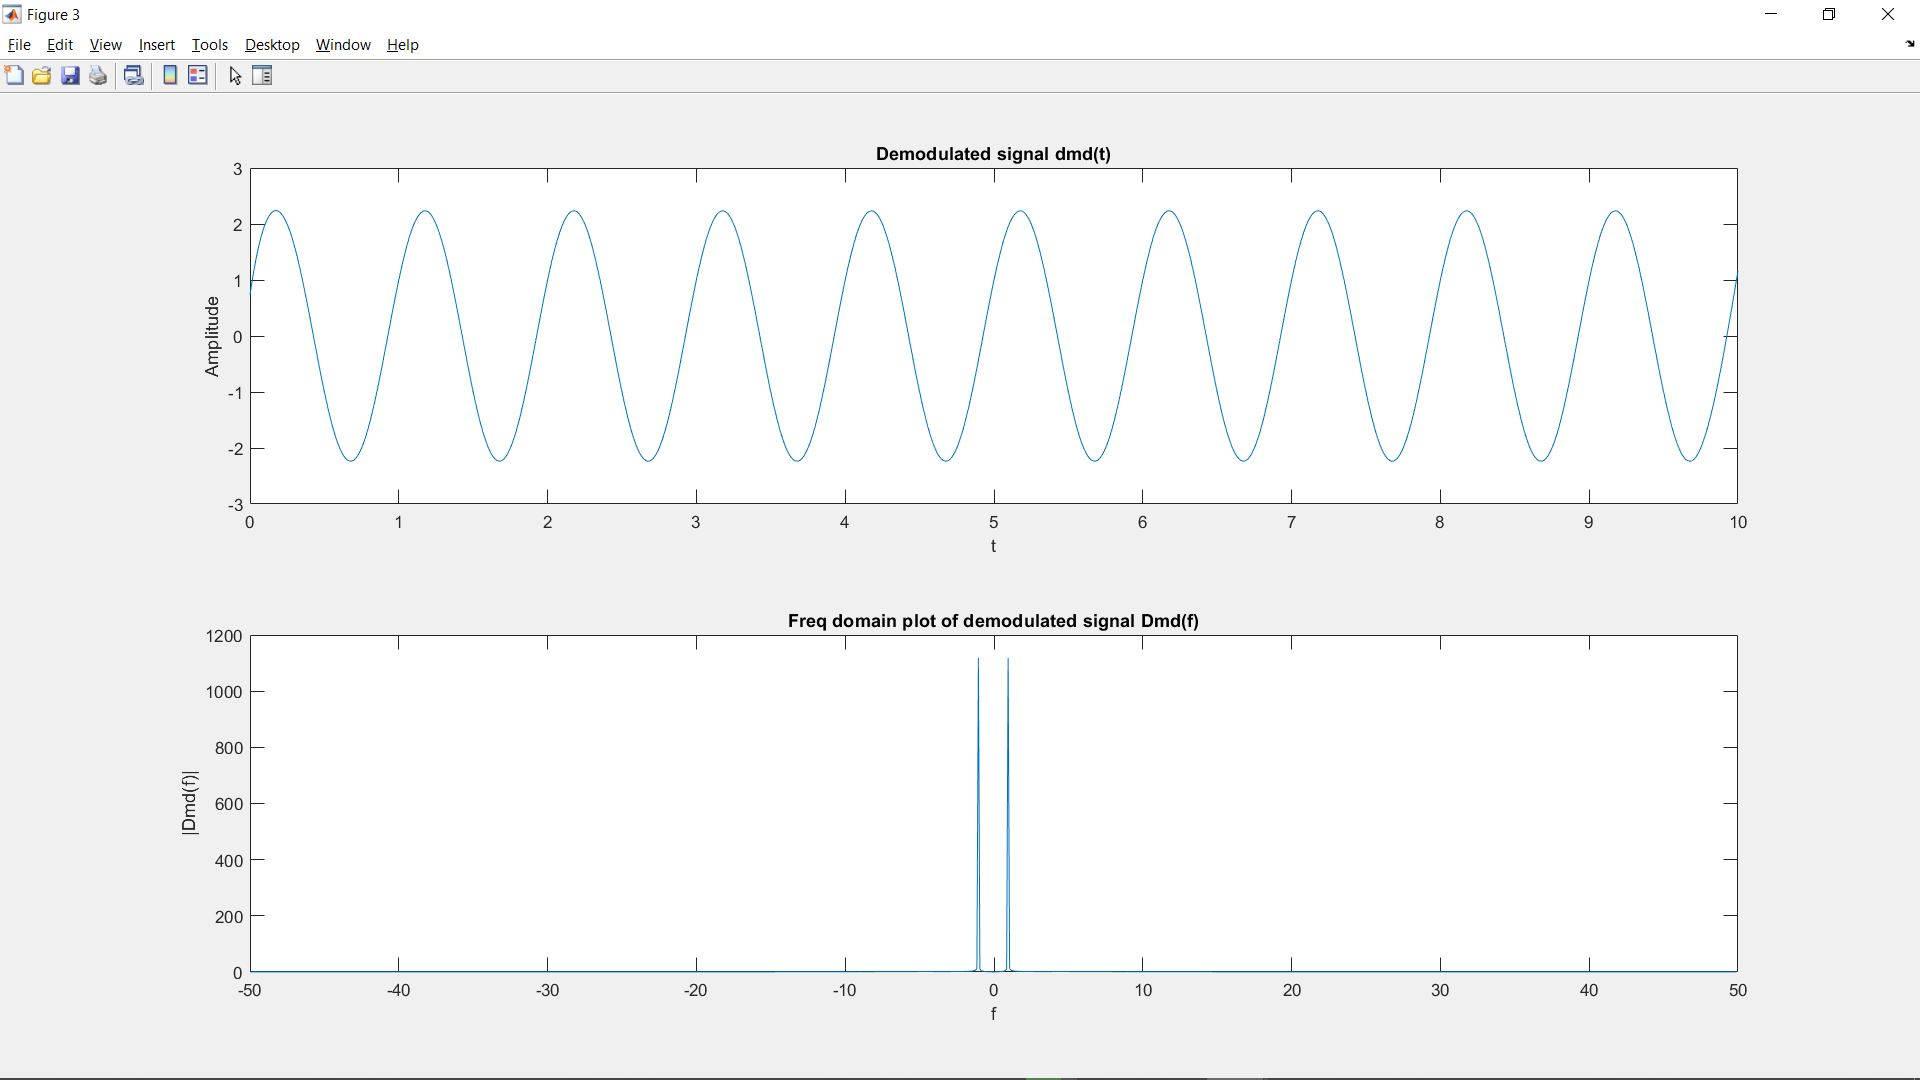 Figure 3
File Edit View Insert Tools Desktop Window Help
Demodulated signal dmd(t)
3
2
1
0
-1
-2
-3
Amplitude
0 1 2 3 4 5 6 7 8 9 10
t
Freq domain plot of demodulated signal Dmd(f)
1200
1000
800
600
400
200
0
|Dmd(f)|
-50 -40 -30 -20 -10 0 10 20 30 40 50
f